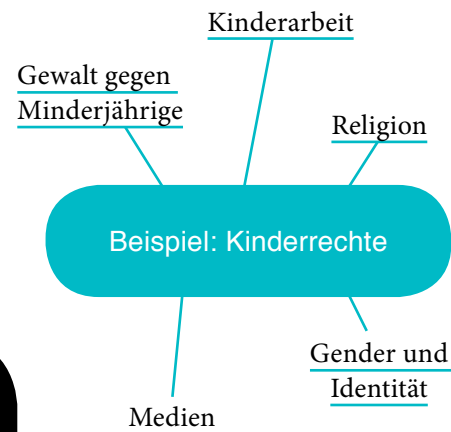 Kinderarbeit
Gewalt gegen
Minderjährige
Religion
Beispiel: Kinderrechte
Gender und
Identität
Medien